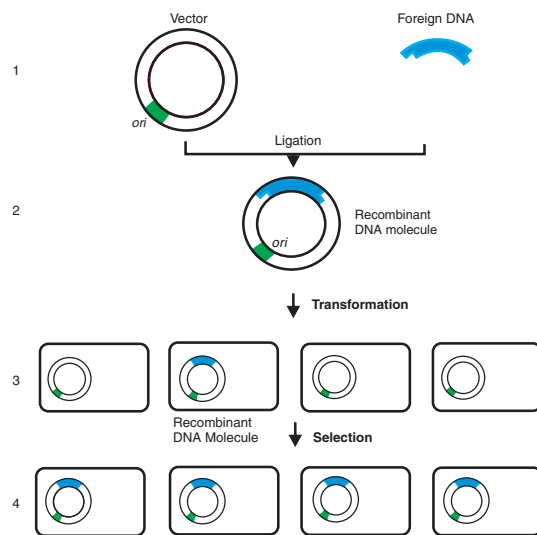 Vector
Foreign DNA
1
ori
Ligation
2
Recombinant
DNA molecule
ori
Transformation
3
Recombinant
DNA Molecule
Selection
4